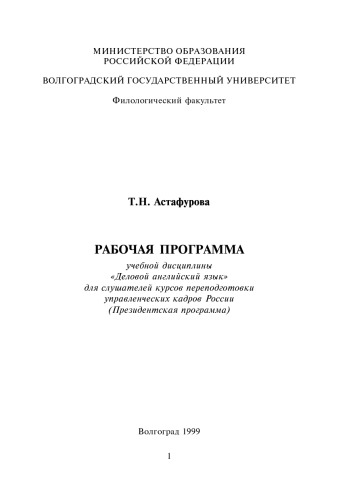 МИНИСТЕРСТВО ОБРАЗОВАНИЯ
РОССИЙСКОЙ ФЕДЕРАЦИИ
ВОЛГОГРАДСКИЙ ГОСУДАРСТВЕННЫЙ УНИВЕРСИТЕТ
Филологический факультет
Т.Н. Астафурова
РАБОЧАЯ ПРОГРАММА
учебной дисциплины
«Деловой английский язык»
для слушателей курсов переподготовки
управленческих кадров России
(Президентская программа)
Волгоград 1999
1